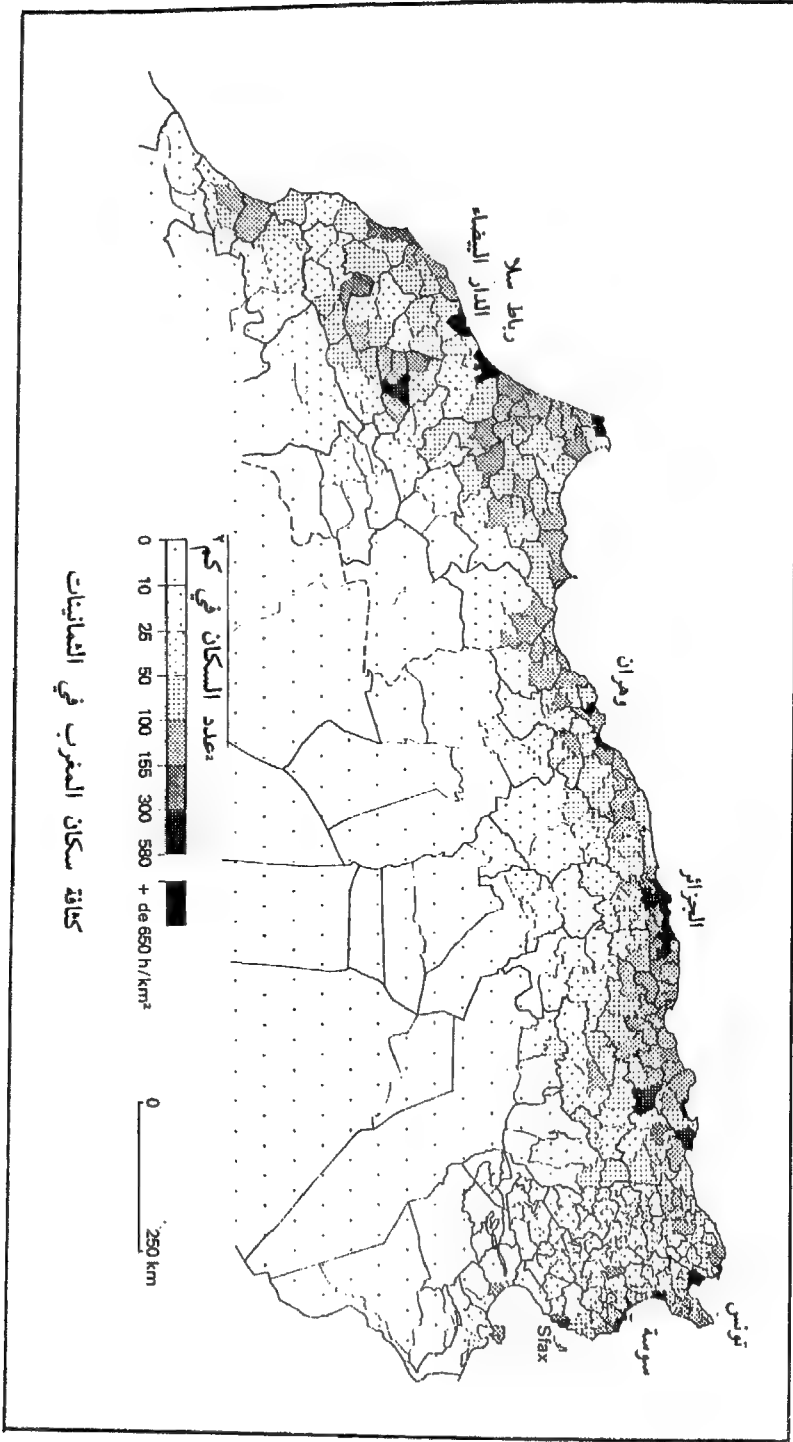 رباط سلا
الدار البيضاء
وهران
الجزائر
تونس
سوسة
Sfax
عدد السكان في كم²
0 10 25 50 100 155 300 580
+ de 650 h/km²
0 250 km
كثافة سكان المغرب في الثمانينات